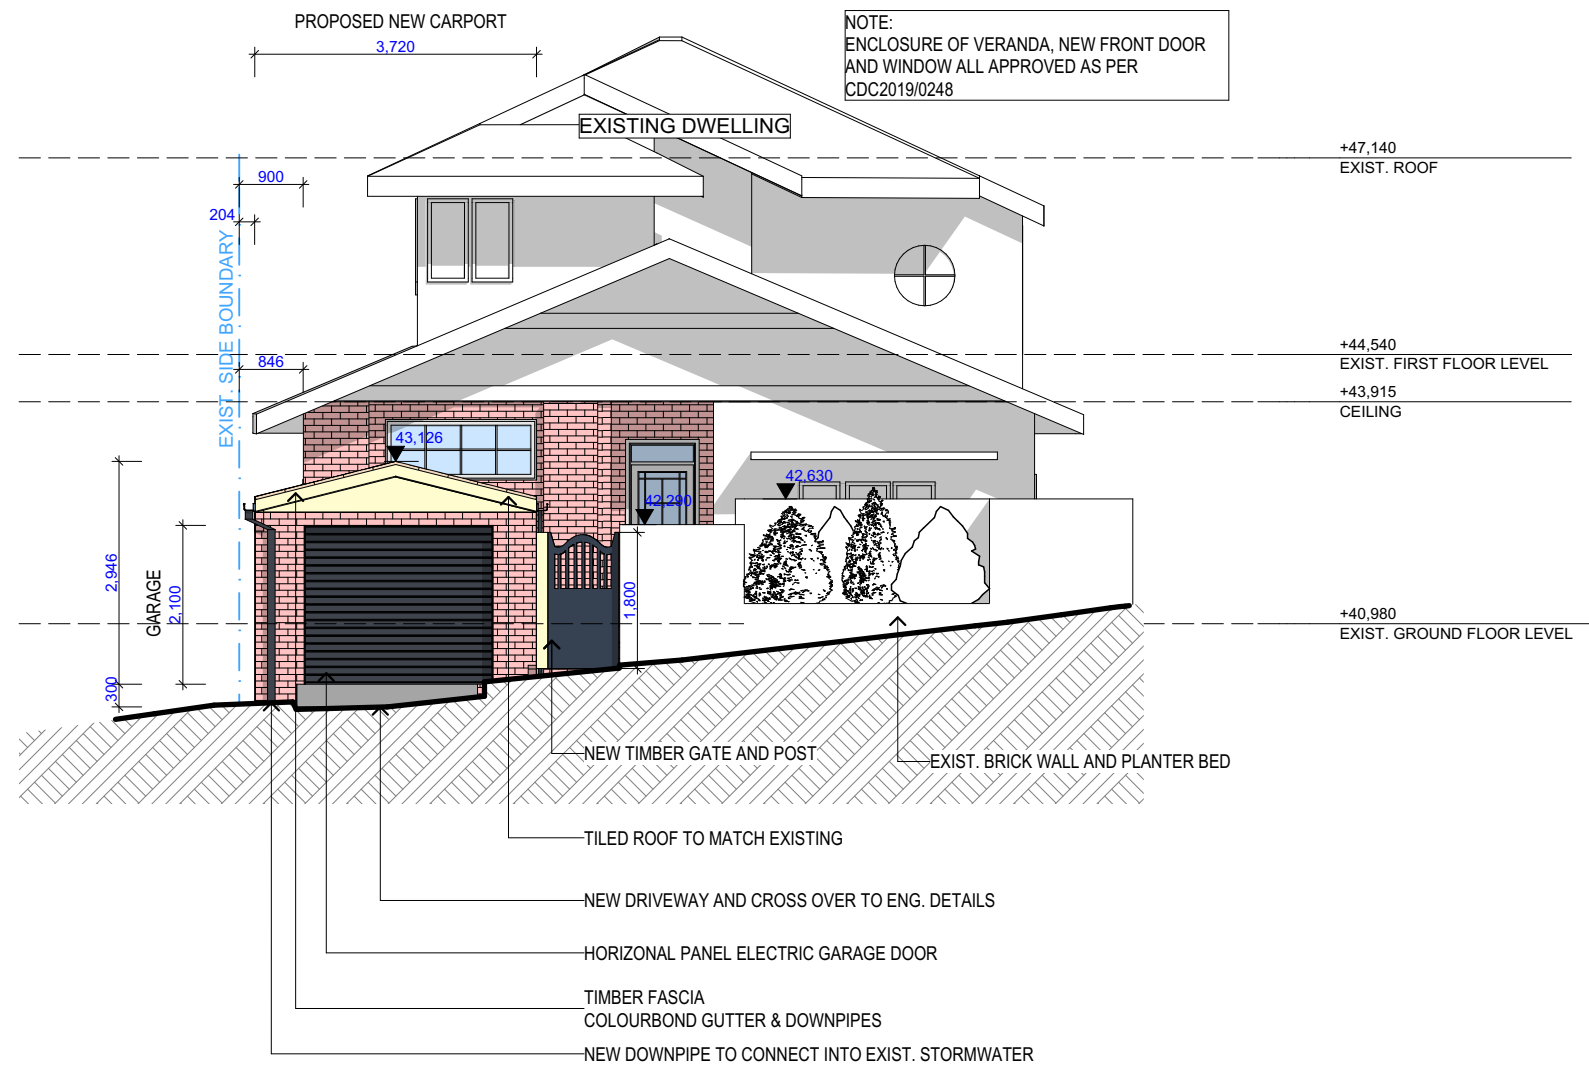 PROPOSED NEW CARPORT
3,720
NOTE:
ENCLOSURE OF VERANDA, NEW FRONT DOOR
AND WINDOW ALL APPROVED AS PER
CDC2019/0248
EXISTING DWELLING
+47,140
EXIST. ROOF
900
204
EXIST. SIDE BOUNDARY
+44,540
EXIST. FIRST FLOOR LEVEL
846
+43,915
CEILING
43,126
42,630
42,290
2,946
GARAGE
2,100
1,800
+40,980
EXIST. GROUND FLOOR LEVEL
300
NEW TIMBER GATE AND POST
EXIST. BRICK WALL AND PLANTER BED
TILED ROOF TO MATCH EXISTING
NEW DRIVEWAY AND CROSS OVER TO ENG. DETAILS
HORIZONAL PANEL ELECTRIC GARAGE DOOR
TIMBER FASCIA
COLOURBOND GUTTER & DOWNPIPES
NEW DOWNPIPE TO CONNECT INTO EXIST. STORMWATER